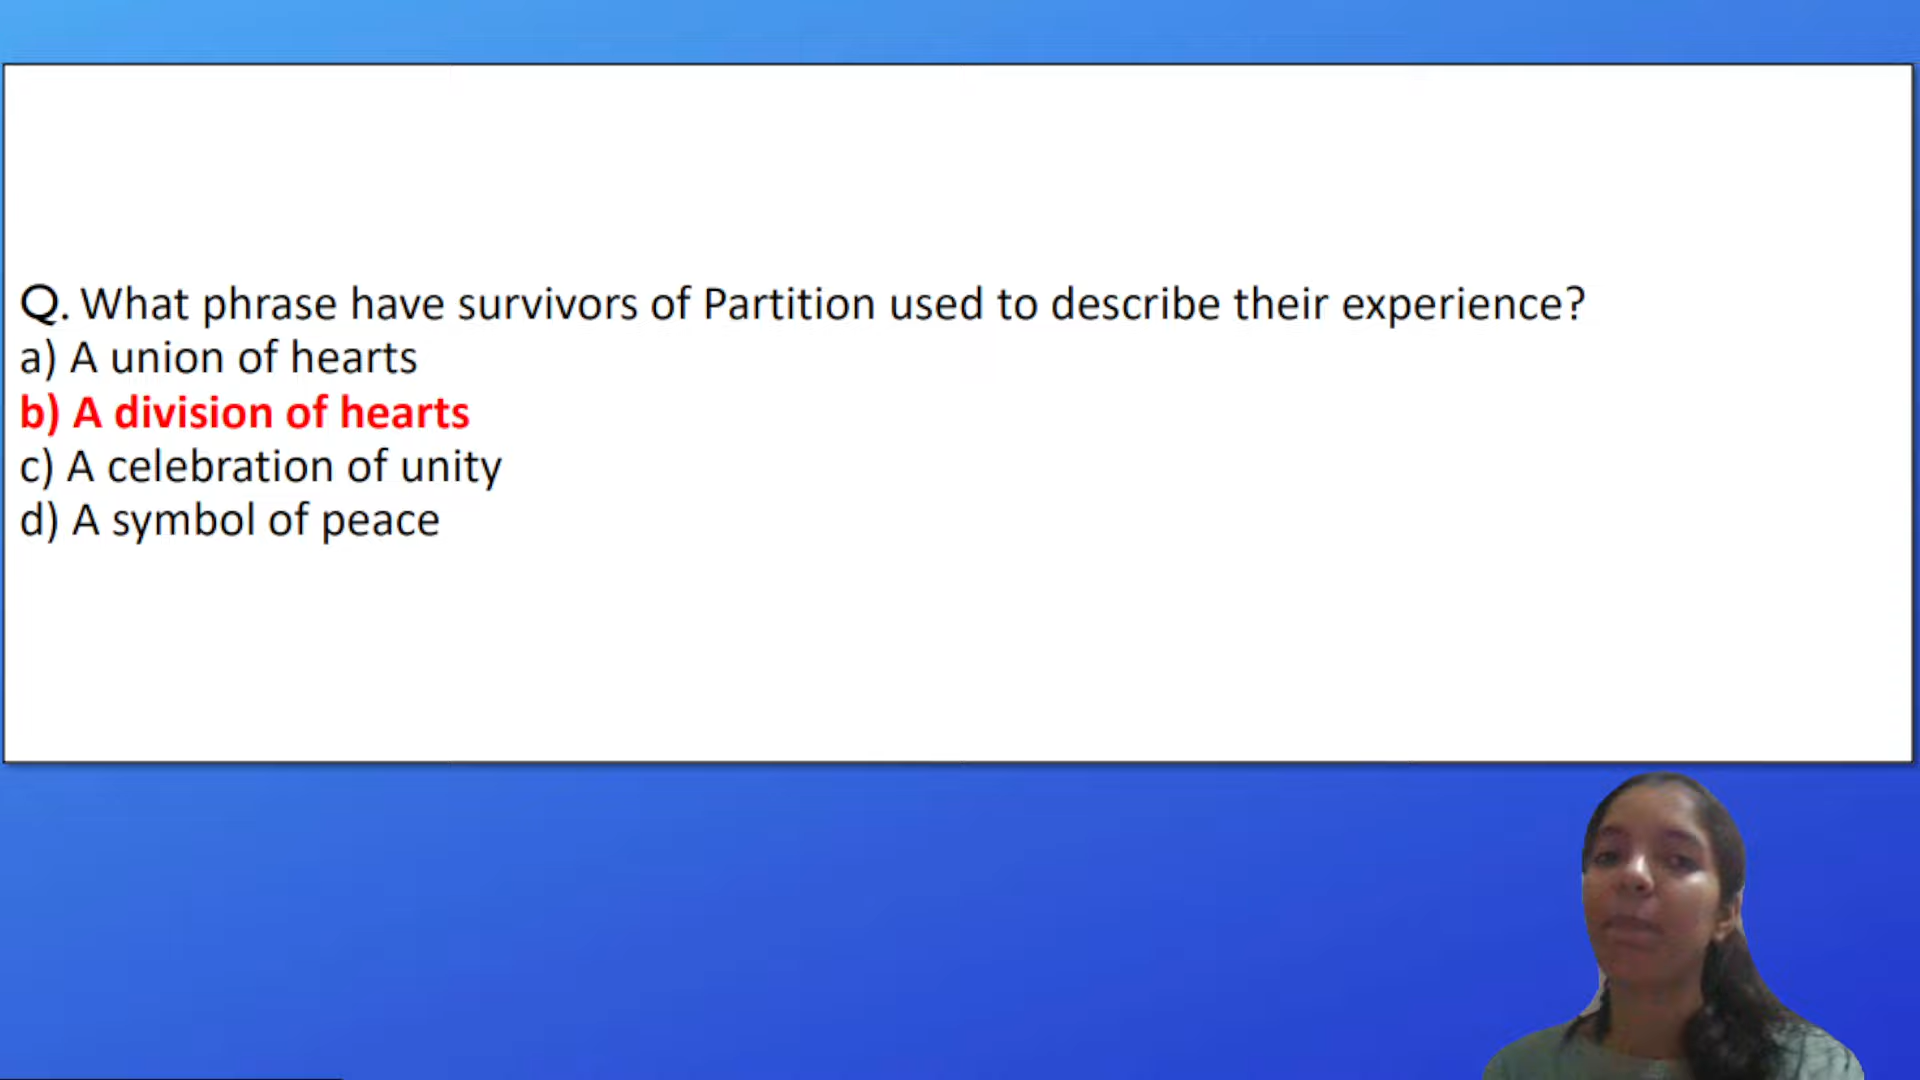 Q. What phrase have survivors of Partition used to describe their experience?
a) A union of hearts
b) A division of hearts
c) A celebration of unity
d) A symbol of peace